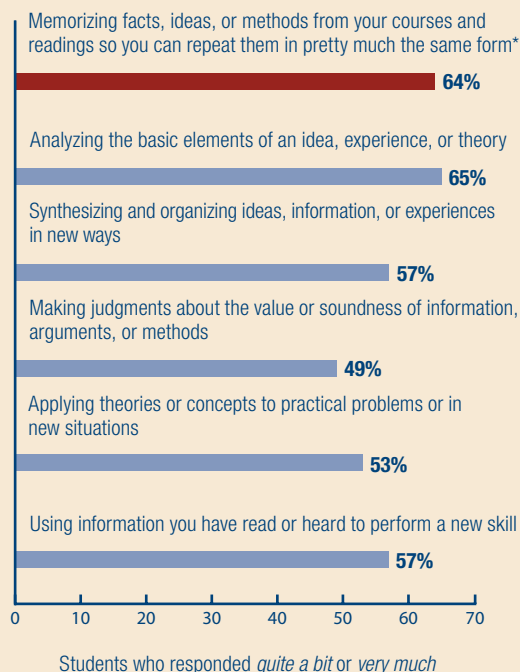 Memorizing facts, ideas, or methods from your courses and
readings so you can repeat them in pretty much the same form*
64%
Analyzing the basic elements of an idea, experience, or theory
65%
Synthesizing and organizing ideas, information, or experiences
in new ways
57%
Making judgments about the value or soundness of information,
arguments, or methods
49%
Applying theories or concepts to practical problems or in
new situations
53%
Using information you have read or heard to perform a new skill
57%
0 10 20 30 40 50 60 70
Students who responded quite a bit or very much